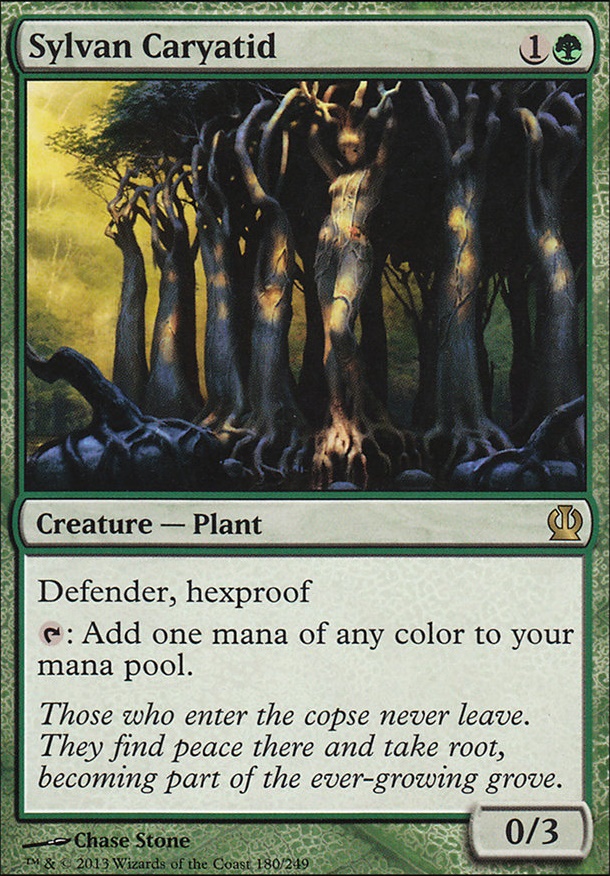 Sylvan Caryatid 1
Creature — Plant
Defender, hexproof
: Add one mana of any color to your
mana pool.
Those who enter the copse never leave.
They find peace there and take root,
becoming part of the ever-growing grove.
0/3
Chase Stone
™ & © 2013 Wizards of the Coast 180/249